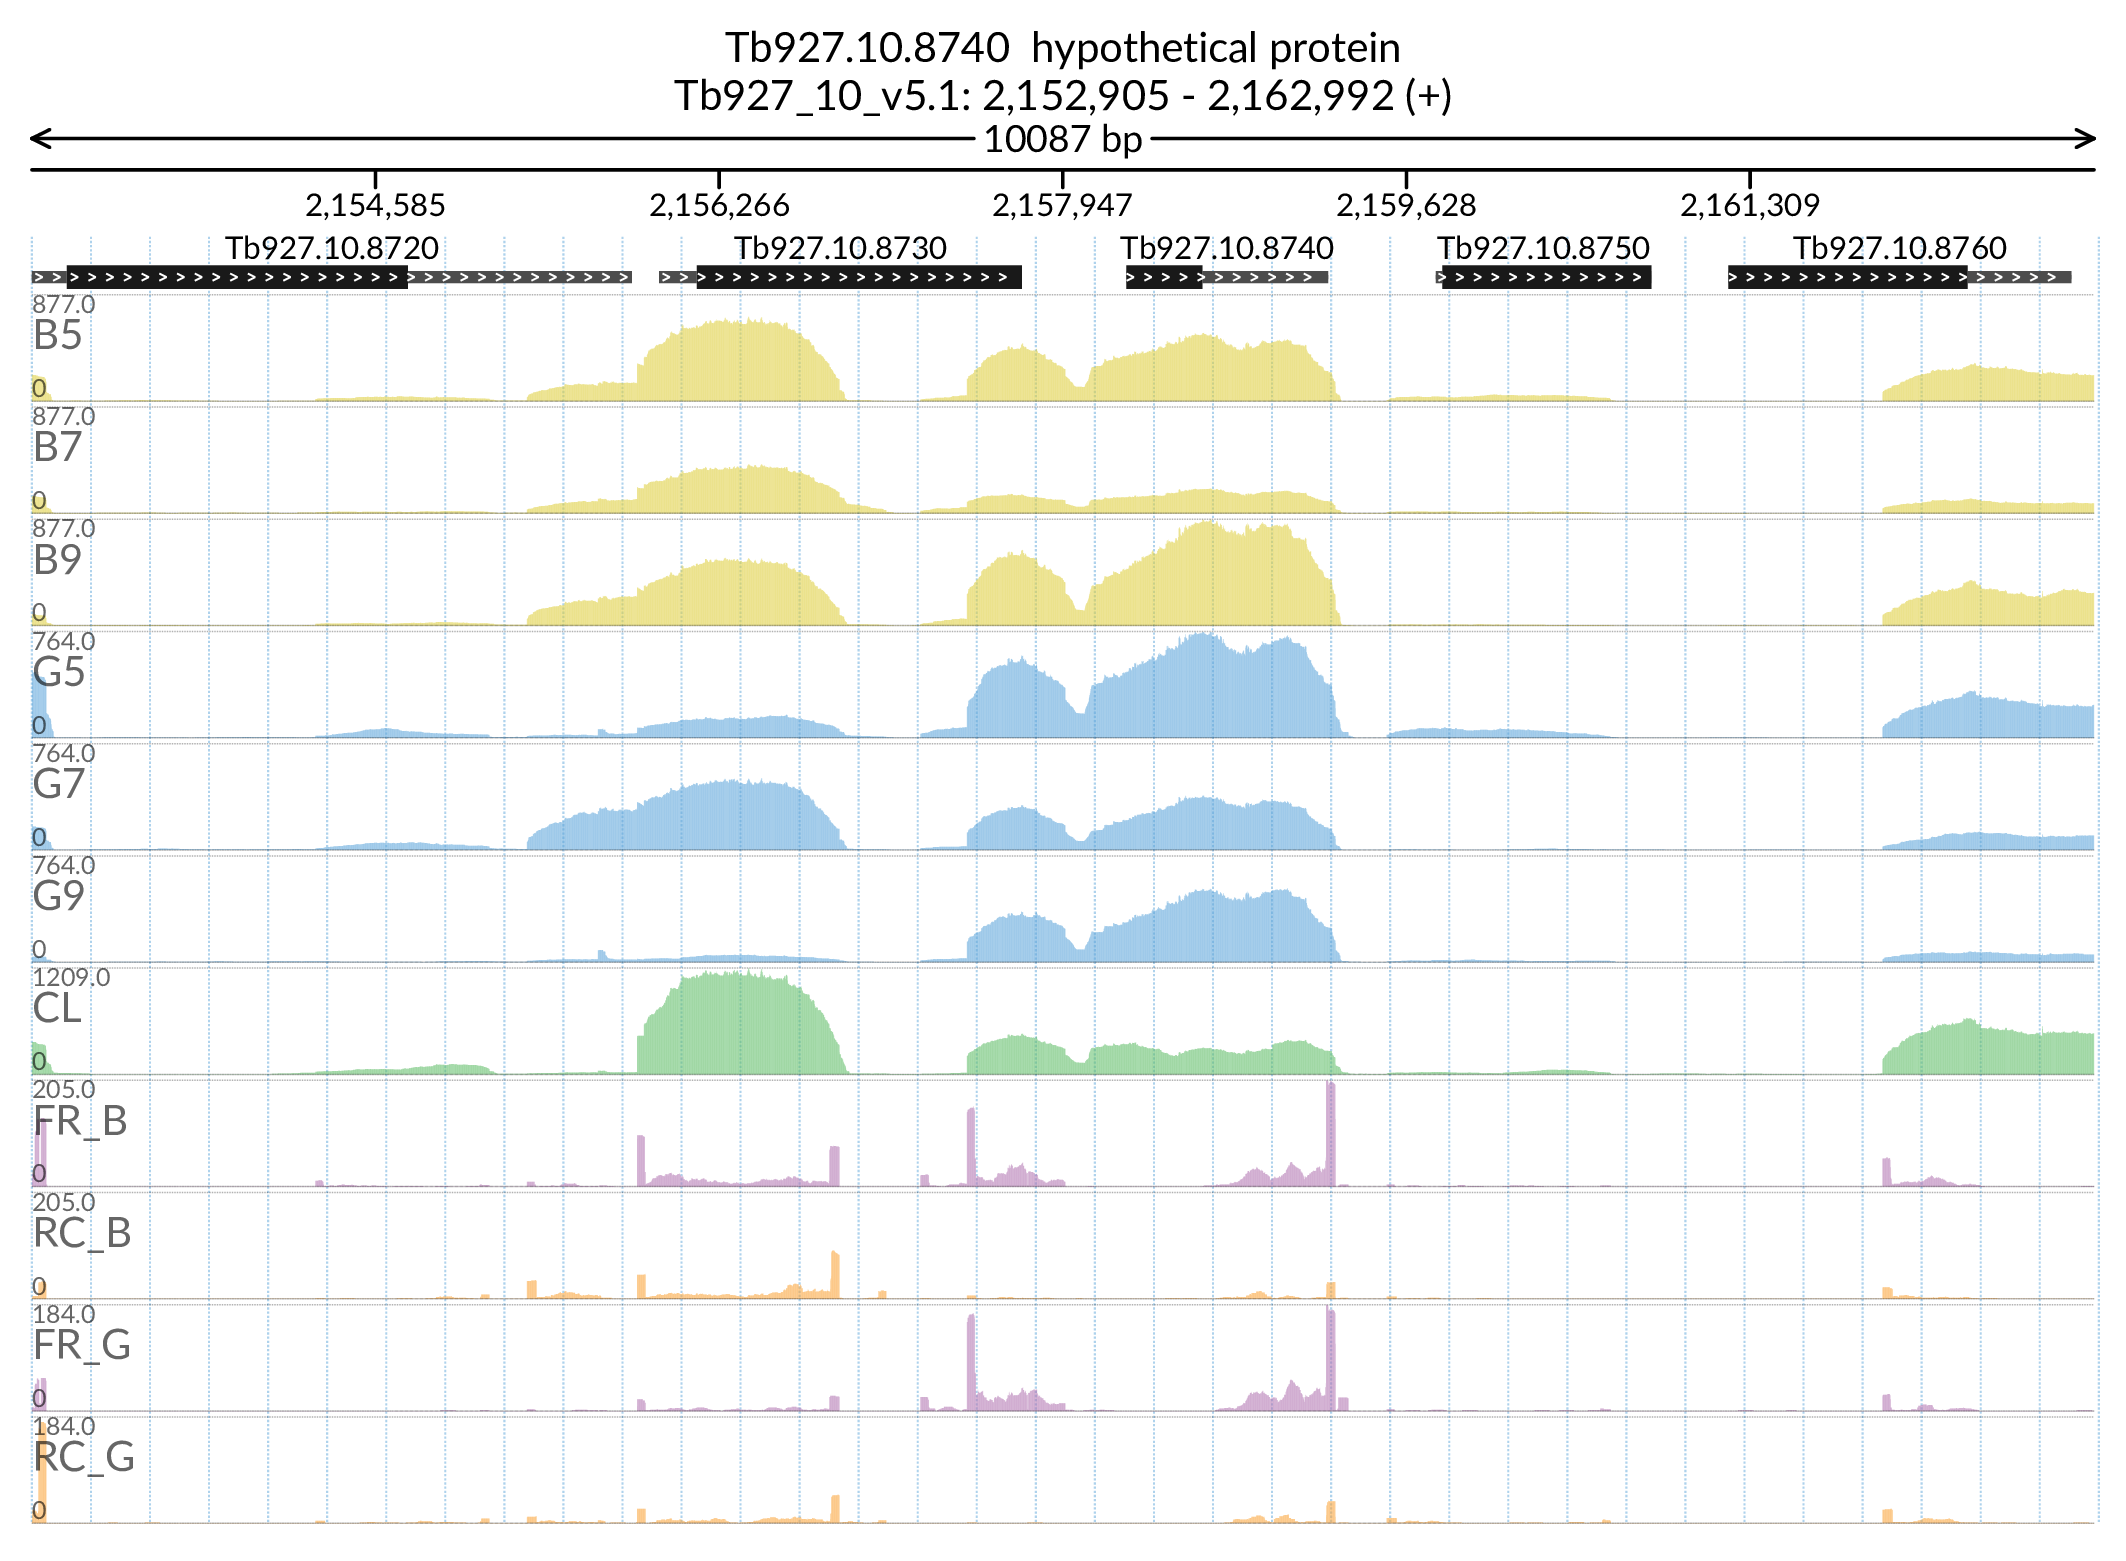 Tb927.10.8740 hypothetical protein
Tb927_10_v5.1: 2,152,905 - 2,162,992 (+)
10087 bp
2,154,585 2,156,266 2,157,947 2,159,628 2,161,309
Tb927.10.8720 Tb927.10.8730 Tb927.10.8740 Tb927.10.8750 Tb927.10.8760
877.0
B5
0
877.0
B7
0
877.0
B9
0
764.0
G5
0
764.0
G7
0
764.0
G9
0
1209.0
CL
0
205.0
FR_B
0
205.0
RC_B
0
184.0
FR_G
0
184.0
RC_G
0